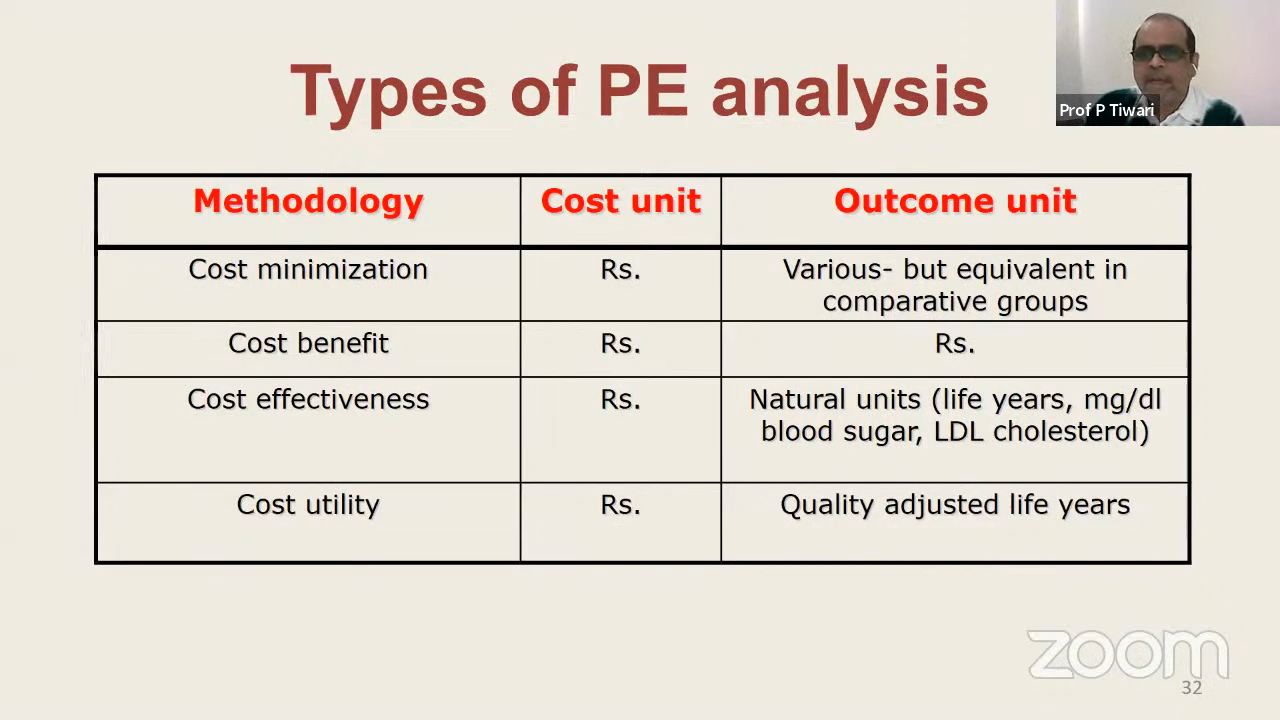 Types of PE analysis
Prof P Tiwari
Methodology
Cost unit
Outcome unit
Cost minimization
Rs.
Various- but equivalent in
comparative groups
Cost benefit
Rs.
Rs.
Cost effectiveness
Rs.
Natural units (life years, mg/dl
blood sugar, LDL cholesterol)
Cost utility
Rs.
Quality adjusted life years
zoom
32